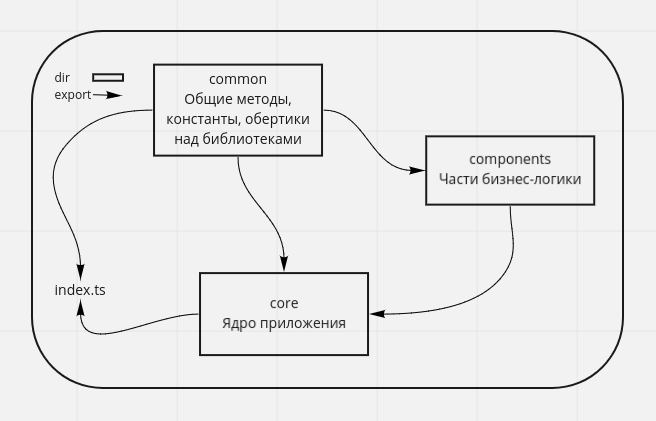 dir
export
common
Общие методы,
константы, обертики
над библиотеками
components
Части бизнес-логики
index.ts
core
Ядро приложения